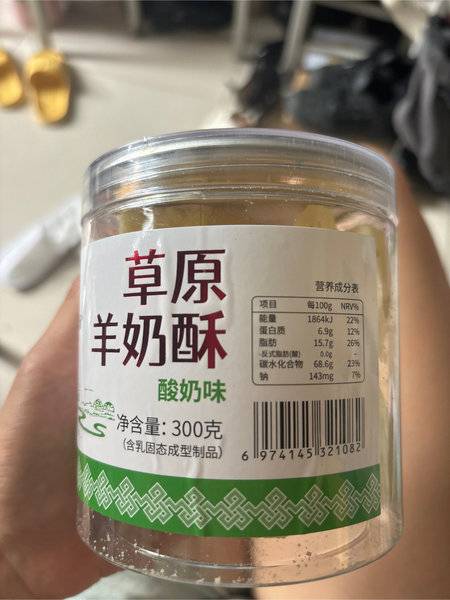 草原
羊奶酥
酸奶味
净含量: 300克
(含乳固态成型制品)
营养成分表
项目 每100g NRV%
能量 1864kJ 22%
蛋白质 6.9g 12%
脂肪 15.7g 26%
-反式脂肪(酸) 0.0g -
碳水化合物 68.6g 23%
钠 143mg 7%
6 974145 321082